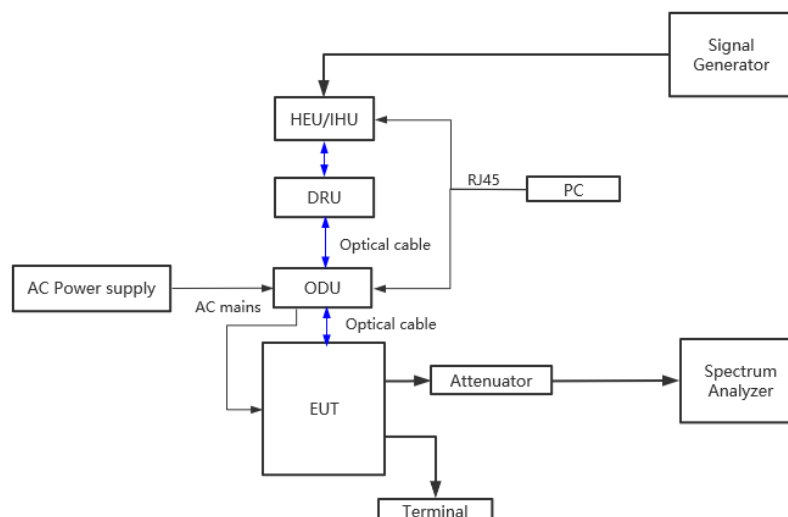 Signal
Generator
HEU/IHU
RJ45
PC
DRU
Optical cable
AC Power supply
AC mains
ODU
Optical cable
EUT
Attenuator
Spectrum
Analyzer
Terminal